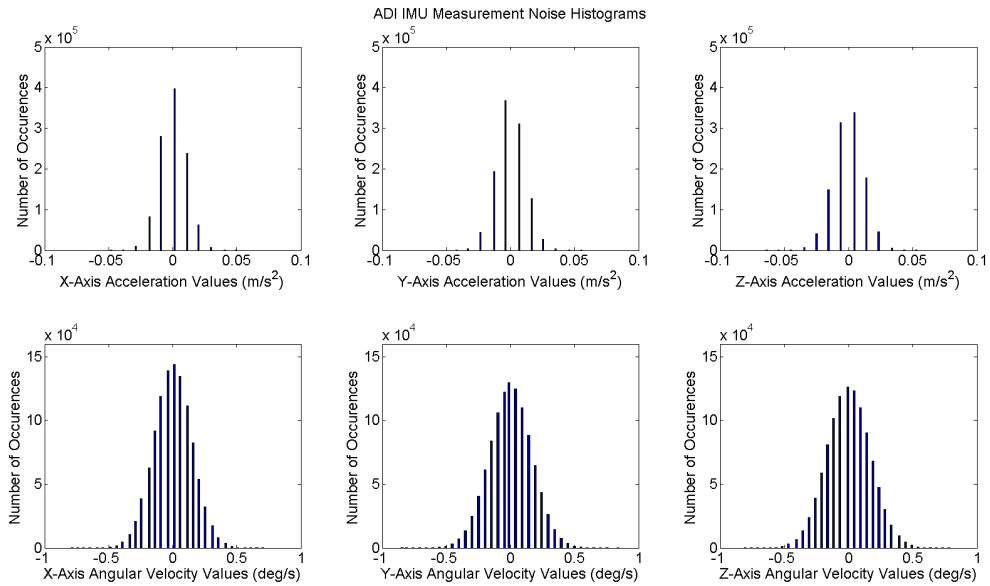 ADI IMU Measurement Noise Histograms
x 10^5
5
4
3
2
1
0
-0.1 -0.05 0 0.05 0.1
Number of Occurences
X-Axis Acceleration Values (m/s^2)
x 10^5
5
4
3
2
1
0
-0.1 -0.05 0 0.05 0.1
Number of Occurences
Y-Axis Acceleration Values (m/s^2)
x 10^5
5
4
3
2
1
0
-0.1 -0.05 0 0.05 0.1
Number of Occurences
Z-Axis Acceleration Values (m/s^2)
x 10^4
15
10
5
0
-1 -0.5 0 0.5 1
Number of Occurences
X-Axis Angular Velocity Values (deg/s)
x 10^4
15
10
5
0
-1 -0.5 0 0.5 1
Number of Occurences
Y-Axis Angular Velocity Values (deg/s)
x 10^4
15
10
5
0
-1 -0.5 0 0.5 1
Number of Occurences
Z-Axis Angular Velocity Values (deg/s)